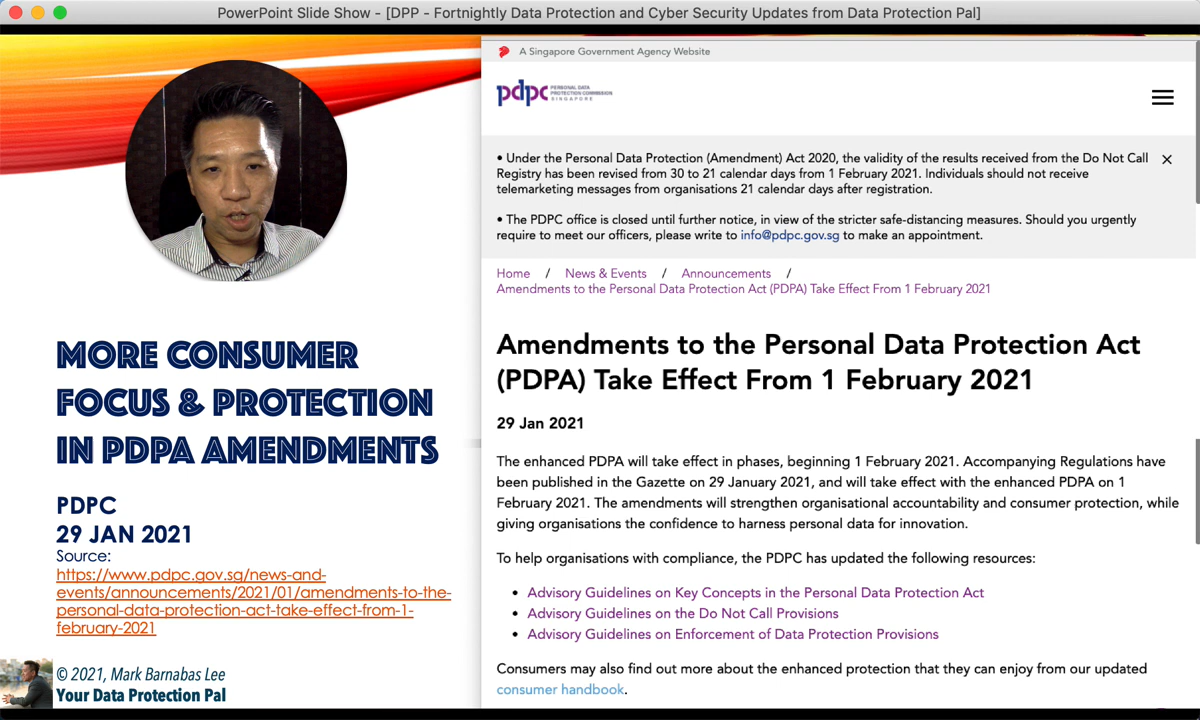 PowerPoint Slide Show - [DPP - Fortnightly Data Protection and Cyber Security Updates from Data Protection Pal]
MORE CONSUMER
FOCUS & PROTECTION
IN PDPA AMENDMENTS
PDPC
29 JAN 2021
Source:
https://www.pdpc.gov.sg/news-and-
events/announcements/2021/01/amendments-to-the-
personal-data-protection-act-take-effect-from-1-
february-2021
© 2021, Mark Barnabas Lee
Your Data Protection Pal
A Singapore Government Agency Website
pdpc PERSONAL DATA
PROTECTION COMMISSION
SINGAPORE
• Under the Personal Data Protection (Amendment) Act 2020, the validity of the results received from the Do Not Call
Registry has been revised from 30 to 21 calendar days from 1 February 2021. Individuals should not receive
telemarketing messages from organisations 21 calendar days after registration.
• The PDPC office is closed until further notice, in view of the stricter safe-distancing measures. Should you urgently
require to meet our officers, please write to info@pdpc.gov.sg to make an appointment.
Home / News & Events / Announcements /
Amendments to the Personal Data Protection Act (PDPA) Take Effect From 1 February 2021
Amendments to the Personal Data Protection Act
(PDPA) Take Effect From 1 February 2021
29 Jan 2021
The enhanced PDPA will take effect in phases, beginning 1 February 2021. Accompanying Regulations have
been published in the Gazette on 29 January 2021, and will take effect with the enhanced PDPA on 1
February 2021. The amendments will strengthen organisational accountability and consumer protection, while
giving organisations the confidence to harness personal data for innovation.
To help organisations with compliance, the PDPC has updated the following resources:
• Advisory Guidelines on Key Concepts in the Personal Data Protection Act
• Advisory Guidelines on the Do Not Call Provisions
• Advisory Guidelines on Enforcement of Data Protection Provisions
Consumers may also find out more about the enhanced protection that they can enjoy from our updated
consumer handbook.